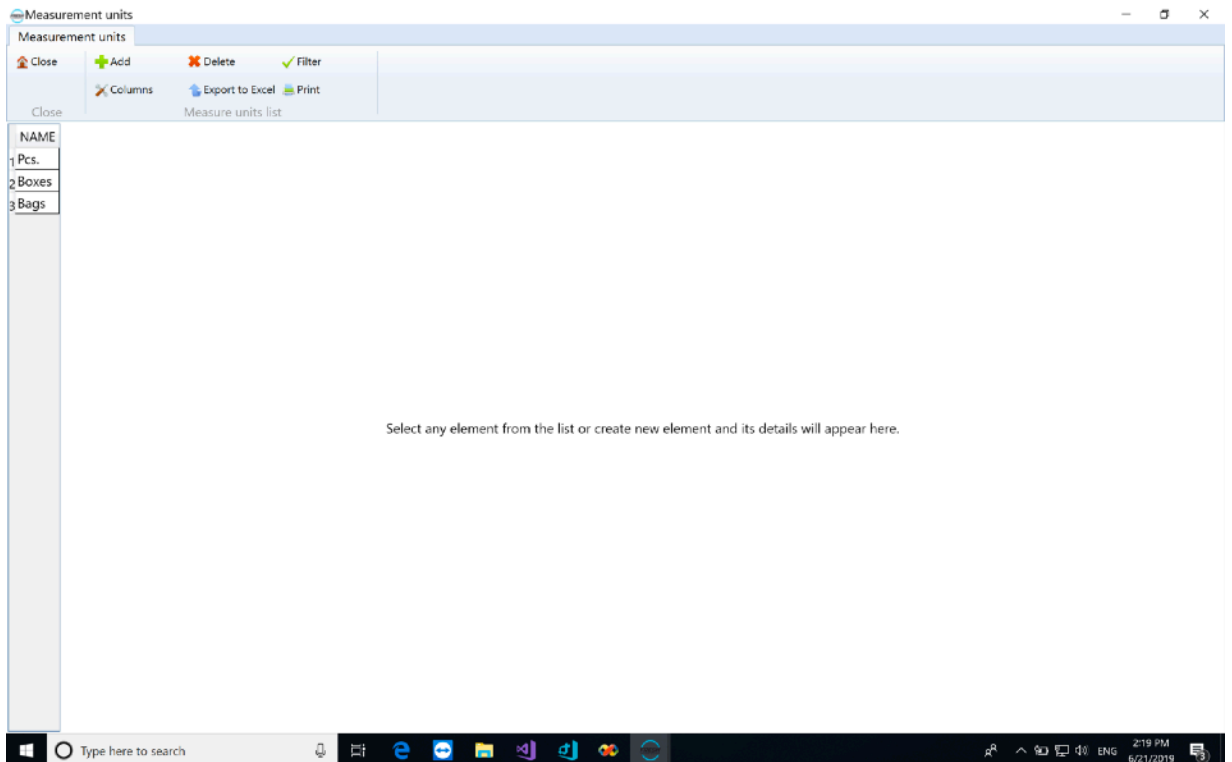 Measurement units
Measurement units
Close Add Delete Filter
Columns Export to Excel Print
Close Measure units list
NAME
1 Pcs.
2 Boxes
3 Bags
Select any element from the list or create new element and its details will appear here.
Type here to search ENG 2:19 PM
6/21/2019 3